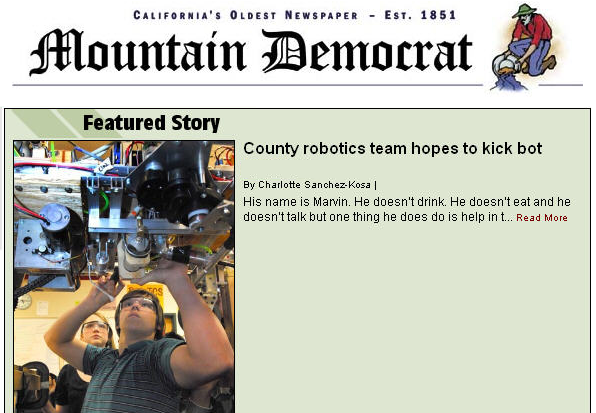 California's Oldest Newspaper – Est. 1851
Mountain Democrat
Featured Story
County robotics team hopes to kick bot
By Charlotte Sanchez-Kosa |
His name is Marvin. He doesn't drink. He doesn't eat and he
doesn't talk but one thing he does do is help in t... Read More